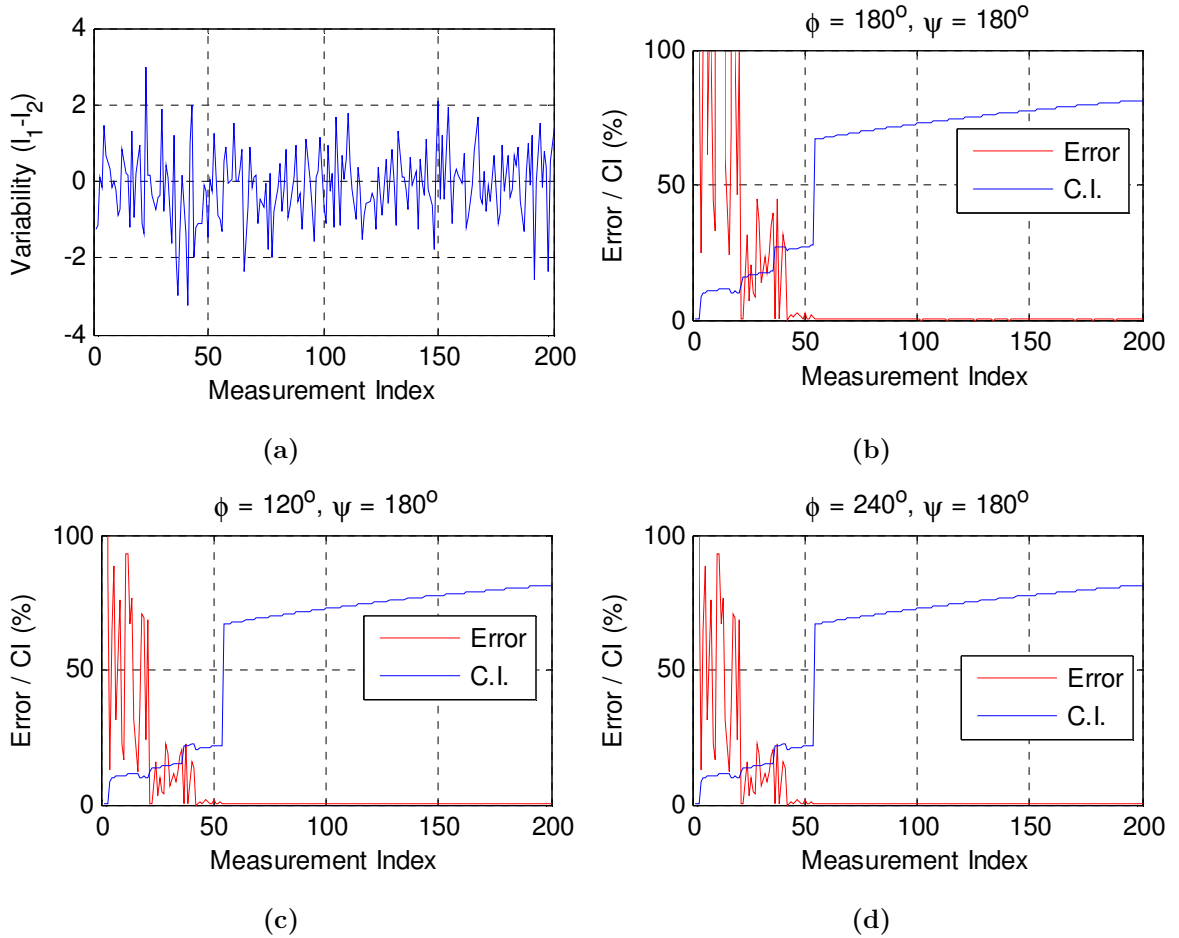 4
2
0
-2
-4
Variability (I₁-I₂)
0 50 100 150 200
Measurement Index
(a)
ϕ = 180°, ψ = 180°
100
50
0
Error / CI (%)
Error
C.I.
0 50 100 150 200
Measurement Index
(b)
ϕ = 120°, ψ = 180°
100
50
0
Error / CI (%)
Error
C.I.
0 50 100 150 200
Measurement Index
(c)
ϕ = 240°, ψ = 180°
100
50
0
Error / CI (%)
Error
C.I.
0 50 100 150 200
Measurement Index
(d)